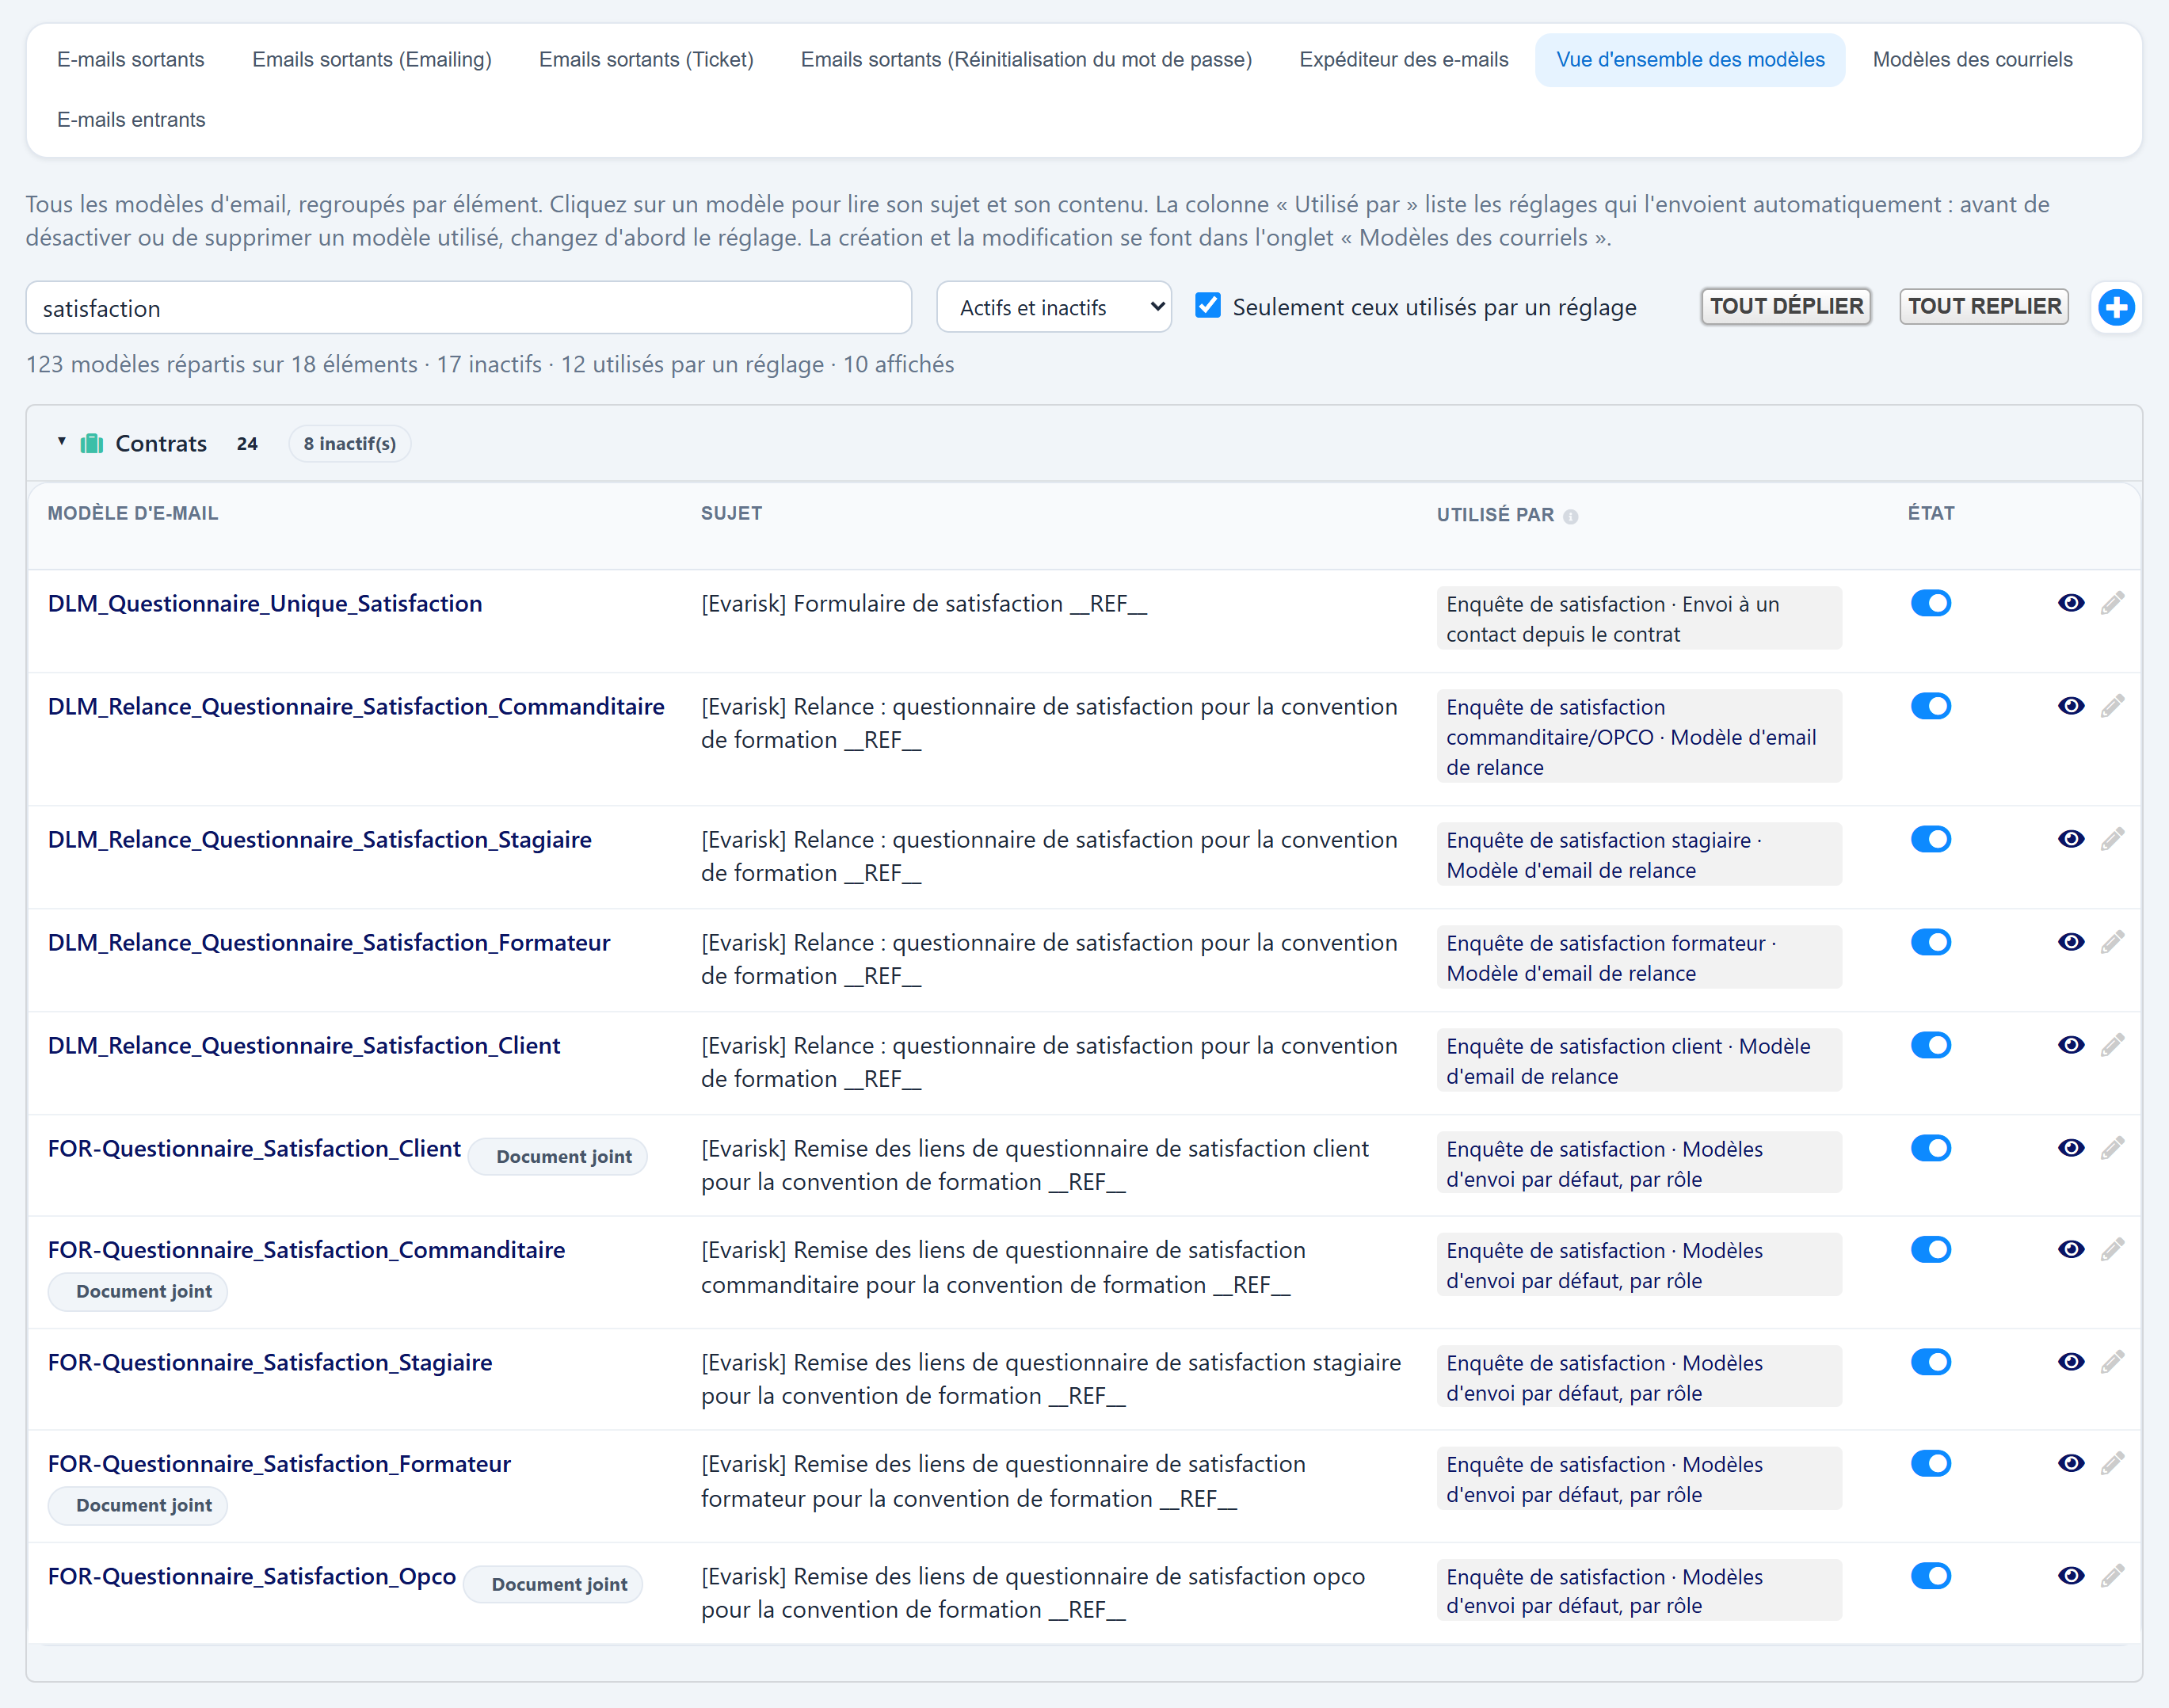 E-mails sortants
Emails sortants (Emailing)
Emails sortants (Ticket)
Emails sortants (Réinitialisation du mot de passe)
Expéditeur des e-mails
Vue d'ensemble des modèles
Modèles des courriels
E-mails entrants
Tous les modèles d'email, regroupés par élément. Cliquez sur un modèle pour lire son sujet et son contenu. La colonne « Utilisé par » liste les réglages qui l'envoient automatiquement : avant de
désactiver ou de supprimer un modèle utilisé, changez d'abord le réglage. La création et la modification se font dans l'onglet « Modèles des courriels ».
satisfaction
Actifs et inactifs
Seulement ceux utilisés par un réglage
TOUT DÉPLIER
TOUT REPLIER
123 modèles répartis sur 18 éléments · 17 inactifs · 12 utilisés par un réglage · 10 affichés
Contrats 24 8 inactif(s)
MODÈLE D'E-MAIL
SUJET
UTILISÉ PAR
ÉTAT
DLM_Questionnaire_Unique_Satisfaction
[Evarisk] Formulaire de satisfaction __REF__
Enquête de satisfaction · Envoi à un
contact depuis le contrat
DLM_Relance_Questionnaire_Satisfaction_Commanditaire
[Evarisk] Relance : questionnaire de satisfaction pour la convention
de formation __REF__
Enquête de satisfaction
commanditaire/OPCO · Modèle d'email
de relance
DLM_Relance_Questionnaire_Satisfaction_Stagiaire
[Evarisk] Relance : questionnaire de satisfaction pour la convention
de formation __REF__
Enquête de satisfaction stagiaire ·
Modèle d'email de relance
DLM_Relance_Questionnaire_Satisfaction_Formateur
[Evarisk] Relance : questionnaire de satisfaction pour la convention
de formation __REF__
Enquête de satisfaction formateur ·
Modèle d'email de relance
DLM_Relance_Questionnaire_Satisfaction_Client
[Evarisk] Relance : questionnaire de satisfaction pour la convention
de formation __REF__
Enquête de satisfaction client · Modèle
d'email de relance
FOR-Questionnaire_Satisfaction_Client Document joint
[Evarisk] Remise des liens de questionnaire de satisfaction client
pour la convention de formation __REF__
Enquête de satisfaction · Modèles
d'envoi par défaut, par rôle
FOR-Questionnaire_Satisfaction_Commanditaire
Document joint
[Evarisk] Remise des liens de questionnaire de satisfaction
commanditaire pour la convention de formation __REF__
Enquête de satisfaction · Modèles
d'envoi par défaut, par rôle
FOR-Questionnaire_Satisfaction_Stagiaire
[Evarisk] Remise des liens de questionnaire de satisfaction stagiaire
pour la convention de formation __REF__
Enquête de satisfaction · Modèles
d'envoi par défaut, par rôle
FOR-Questionnaire_Satisfaction_Formateur
Document joint
[Evarisk] Remise des liens de questionnaire de satisfaction
formateur pour la convention de formation __REF__
Enquête de satisfaction · Modèles
d'envoi par défaut, par rôle
FOR-Questionnaire_Satisfaction_Opco Document joint
[Evarisk] Remise des liens de questionnaire de satisfaction opco
pour la convention de formation __REF__
Enquête de satisfaction · Modèles
d'envoi par défaut, par rôle